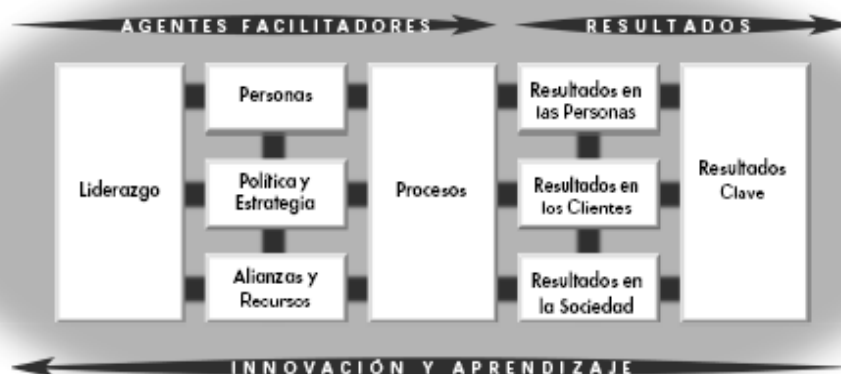 AGENTES FACILITADORES
RESULTADOS
Liderazgo
Personas
Política y
Estrategia
Alianzas y
Recursos
Procesos
Resultados en
las Personas
Resultados en
los Clientes
Resultados en
la Sociedad
Resultados
Clave
INNOVACIÓN Y APRENDIZAJE